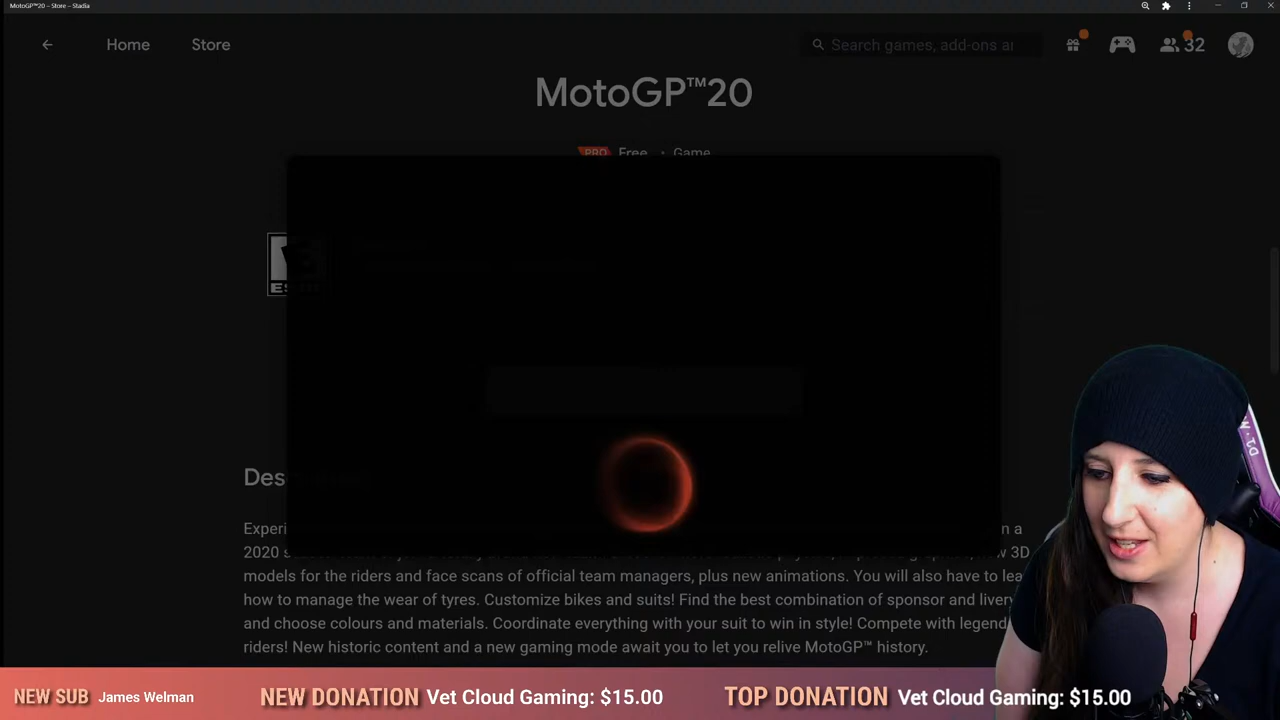 MotoGP™20 – Store – Stadia
Home
Store
Search games, add-ons ar
32
MotoGP™20
PRO Free · Game
Des
Experi
n a
2020
3D
models for the riders and face scans of official team managers, plus new animations. You will also have to lea
how to manage the wear of tyres. Customize bikes and suits! Find the best combination of sponsor and livery
and choose colours and materials. Coordinate everything with your suit to win in style! Compete with legend
riders! New historic content and a new gaming mode await you to let you relive MotoGP™ history.
NEW SUB James Welman
NEW DONATION Vet Cloud Gaming: $15.00
TOP DONATION Vet Cloud Gaming: $15.00